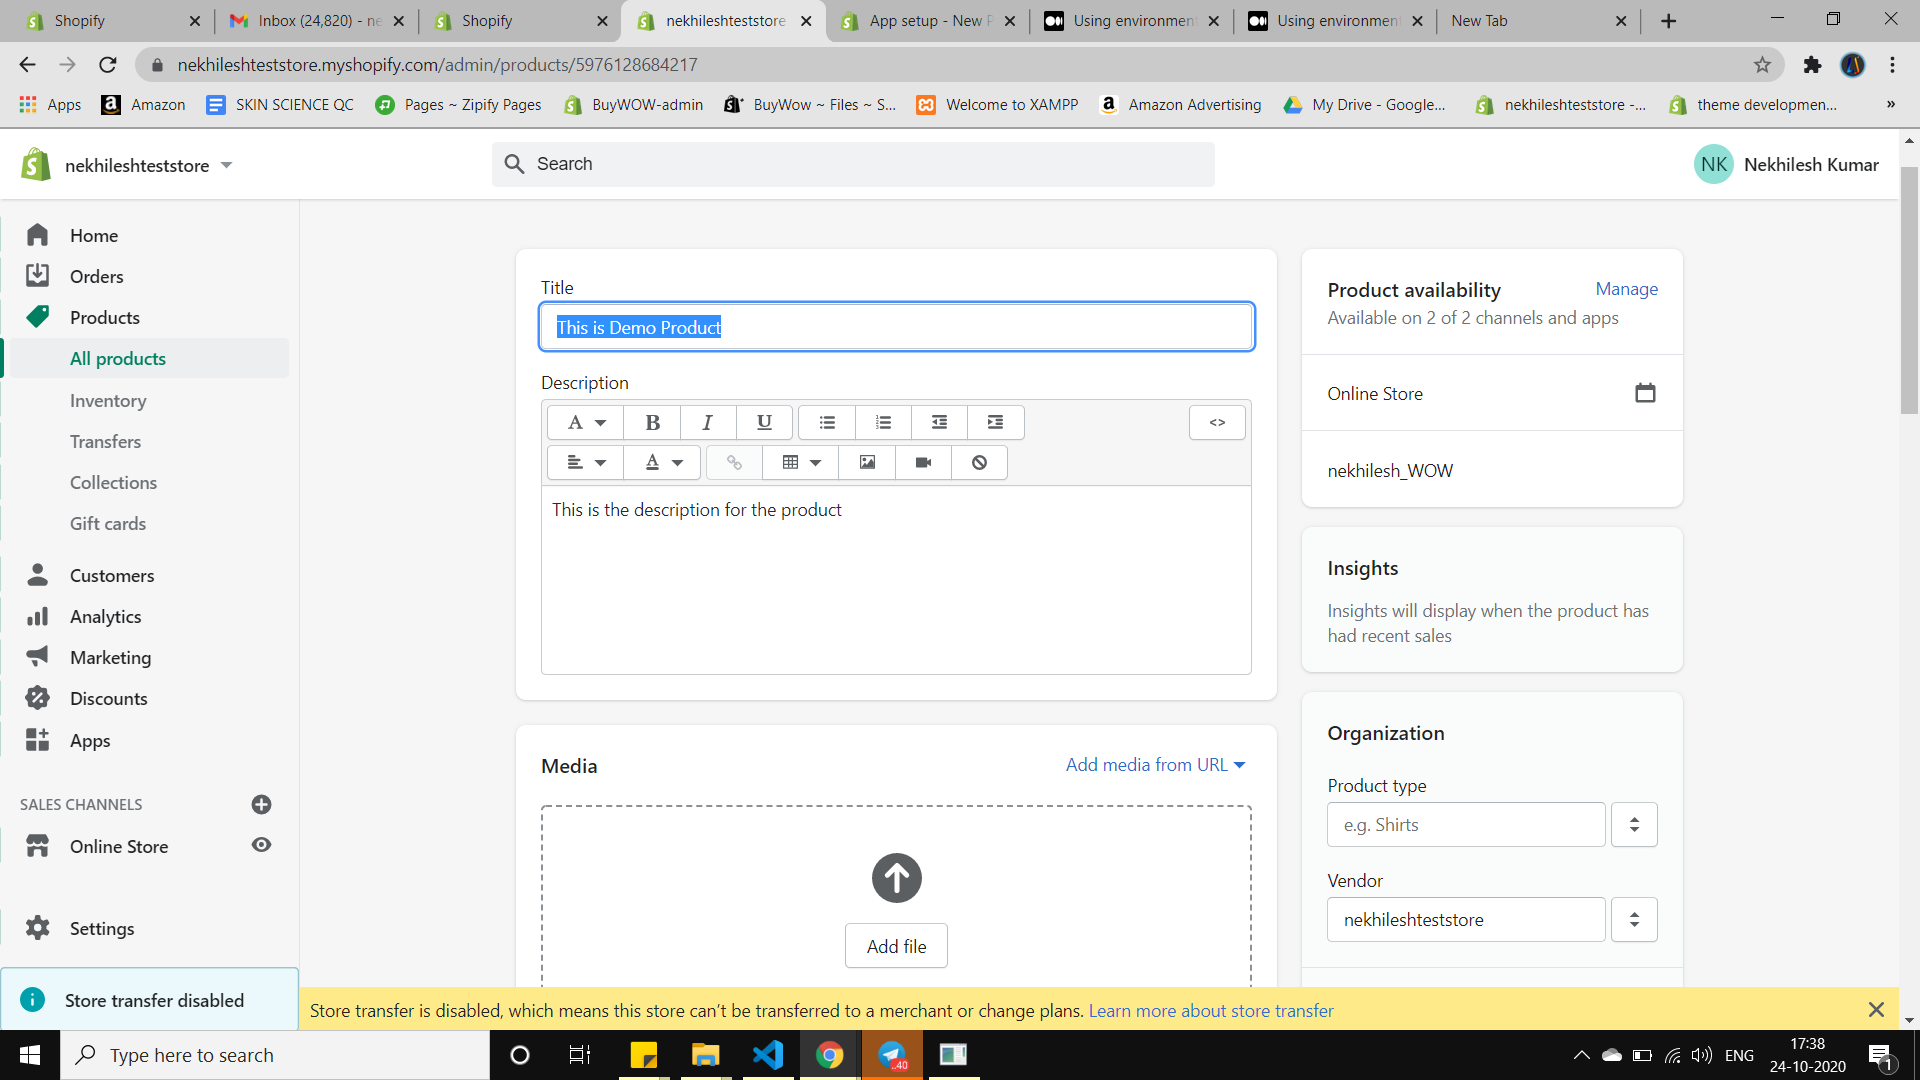 Shopify
Inbox (24,820) - ne
Shopify
nekhileshteststore
App setup - New P
Using environment
Using environment
New Tab
nekhileshteststore.myshopify.com/admin/products/5976128684217
Apps
Amazon
SKIN SCIENCE QC
Pages ~ Zipify Pages
BuyWOW-admin
BuyWow ~ Files ~ S...
Welcome to XAMPP
Amazon Advertising
My Drive - Google...
nekhileshteststore -...
theme developmen...
»
nekhileshteststore
Search
NK
Nekhilesh Kumar
Home
Orders
Products
All products
Inventory
Transfers
Collections
Gift cards
Customers
Analytics
Marketing
Discounts
Apps
SALES CHANNELS
Online Store
Settings
Store transfer disabled
Title
This is Demo Product
Description
A
B
I
U
<>
A
This is the description for the product
Media
Add media from URL
Add file
Product availability
Manage
Available on 2 of 2 channels and apps
Online Store
nekhilesh_WOW
Insights
Insights will display when the product has
had recent sales
Organization
Product type
e.g. Shirts
Vendor
nekhileshteststore
Store transfer is disabled, which means this store can’t be transferred to a merchant or change plans. Learn more about store transfer
Type here to search
..40
ENG
17:38
24-10-2020
1